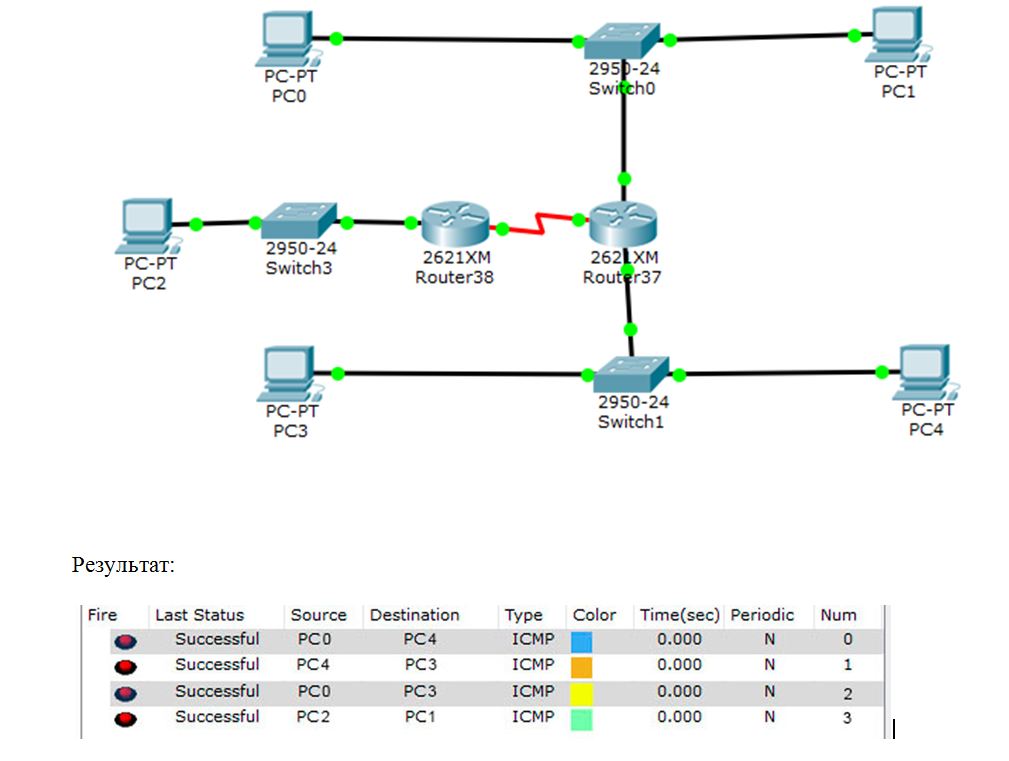 PC-PT
PC0
2950-24
Switch0
PC-PT
PC1
PC-PT
PC2
2950-24
Switch3
2621XM
Router38
2621XM
Router37
PC-PT
PC3
2950-24
Switch1
PC-PT
PC4
Результат:
Fire Last Status Source Destination Type Color Time(sec) Periodic Num
Successful PC0 PC4 ICMP 0.000 N 0
Successful PC4 PC3 ICMP 0.000 N 1
Successful PC0 PC3 ICMP 0.000 N 2
Successful PC2 PC1 ICMP 0.000 N 3